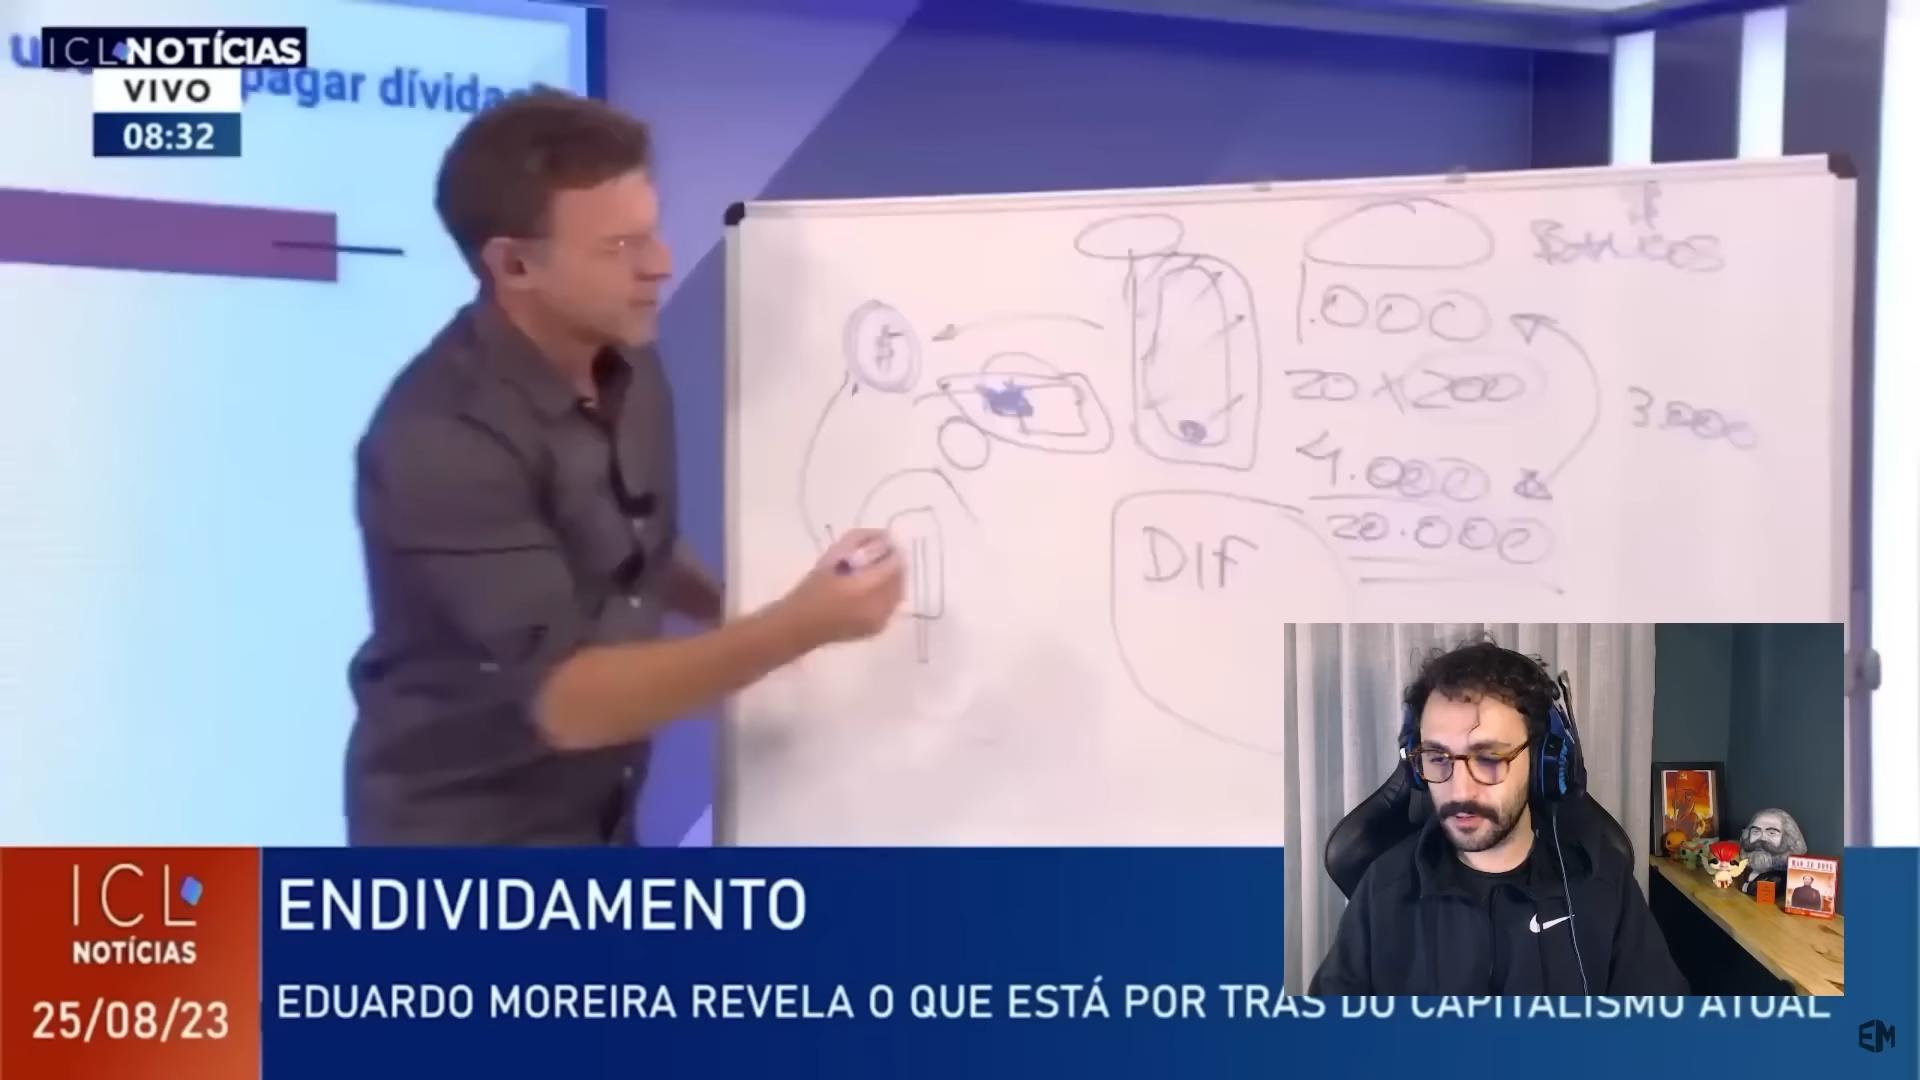 ICL NOTÍCIAS
VIVO
08:32
pagar dívidas
$
BANCOS
1.000
20 x 200
4.000
20.000
3.000
DIF
ICL
NOTÍCIAS
25/08/23
ENDIVIDAMENTO
EDUARDO MOREIRA REVELA O QUE ESTÁ POR TRÁS DO CAPITALISMO ATUAL
EM